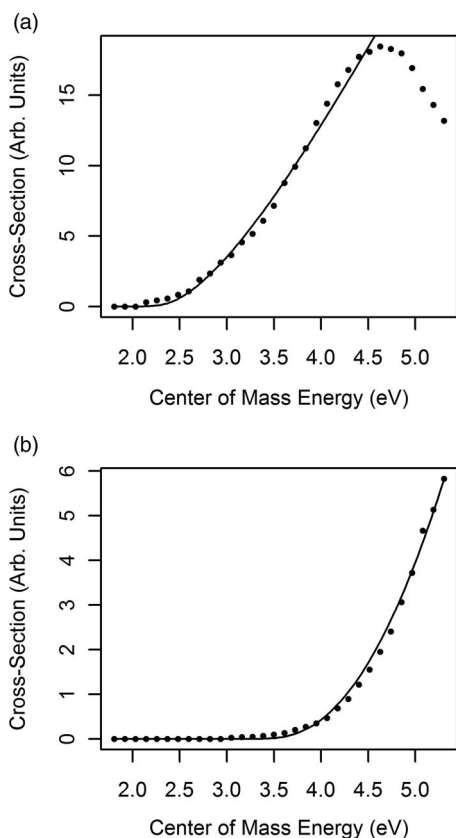 (a)
Cross-Section (Arb. Units)
15
10
5
0
2.0 2.5 3.0 3.5 4.0 4.5 5.0
Center of Mass Energy (eV)
(b)
Cross-Section (Arb. Units)
6
5
4
3
2
1
0
2.0 2.5 3.0 3.5 4.0 4.5 5.0
Center of Mass Energy (eV)